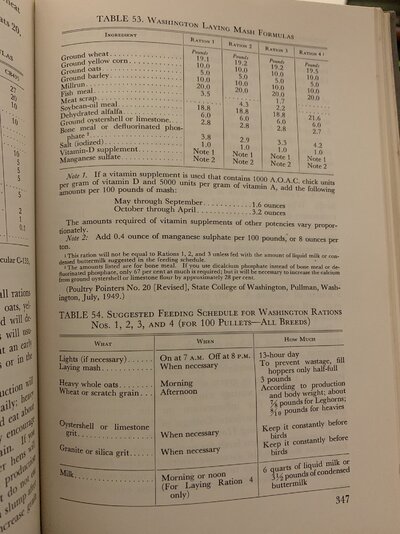 TABLE 53. WASHINGTON LAYING MASH FORMULAS
INGREDIENT RATION 1 RATION 2 RATION 3 RATION 4 ¹
Pounds Pounds Pounds Pounds
Ground wheat 19.1 19.2 19.2 19.5
Ground yellow corn 10.0 10.0 10.0 10.0
Ground oats 5.0 5.0 5.0 5.0
Ground barley 10.0 10.0 10.0 10.0
Millrun 20.0 20.0 20.0 20.0
Fish meal 3.5
Meat scrap 4.3 1.7
Soybean-oil meal 18.8 18.8 2.2
Dehydrated alfalfa 6.0 6.0 18.8 21.6
Ground oystershell or limestone. 2.8 2.8 6.0 6.0
Bone meal or defluorinated phos- 2.8 2.7
phate ² 3.8 2.9 3.3 4.2
Salt (iodized) 1.0 1.0 1.0 1.0
Vitamin-D supplement Note 1 Note 1 Note 1 Note 1
Manganese sulfate Note 2 Note 2 Note 2 Note 2
Note 1. If a vitamin supplement is used that contains 1000 A.O.A.C. chick units
per gram of vitamin D and 5000 units per gram of vitamin A, add the following
amounts per 100 pounds of mash:
May through September 1.6 ounces
October through April 3.2 ounces
The amounts required of vitamin supplements of other potencies vary propor-
tionately.
Note 2: Add 0.4 ounce of manganese sulphate per 100 pounds, or 8 ounces per
ton.
¹ This ration will not be equal to Rations 1, 2, and 3 unless fed with the amount of liquid milk or con-
densed buttermilk suggested in the feeding schedule.
² The amounts listed are for bone meal. If you use dicalcium phosphate instead of bone meal or de-
fluorinated phosphate, only 67 per cent as much is required; but it will be necessary to increase the calcium
from ground oystershell or limestone flour by approximately 28 per cent.
(Poultry Pointers No. 20 [Revised], State College of Washington, Pullman, Wash-
ington, July, 1949.)
TABLE 54. SUGGESTED FEEDING SCHEDULE FOR WASHINGTON RATIONS
NOS. 1, 2, 3, AND 4 (FOR 100 PULLETS—ALL BREEDS)
WHAT WHEN HOW MUCH
Lights (if necessary) On at 7 A.M. Off at 8 P.M. 13-hour day
Laying mash When necessary To prevent wastage, fill
hoppers only half-full
Heavy whole oats Morning 3 pounds
Wheat or scratch grain Afternoon According to production
and body weight; about
⅞ pounds for Leghorns;
9⁄10 pounds for heavies
Oystershell or limestone
grit When necessary Keep it constantly before
birds
Granite or silica grit When necessary Keep it constantly before
birds
Milk Morning or noon 6 quarts of liquid milk or
(For Laying Ration 4 3½ pounds of condensed
only) buttermilk
347